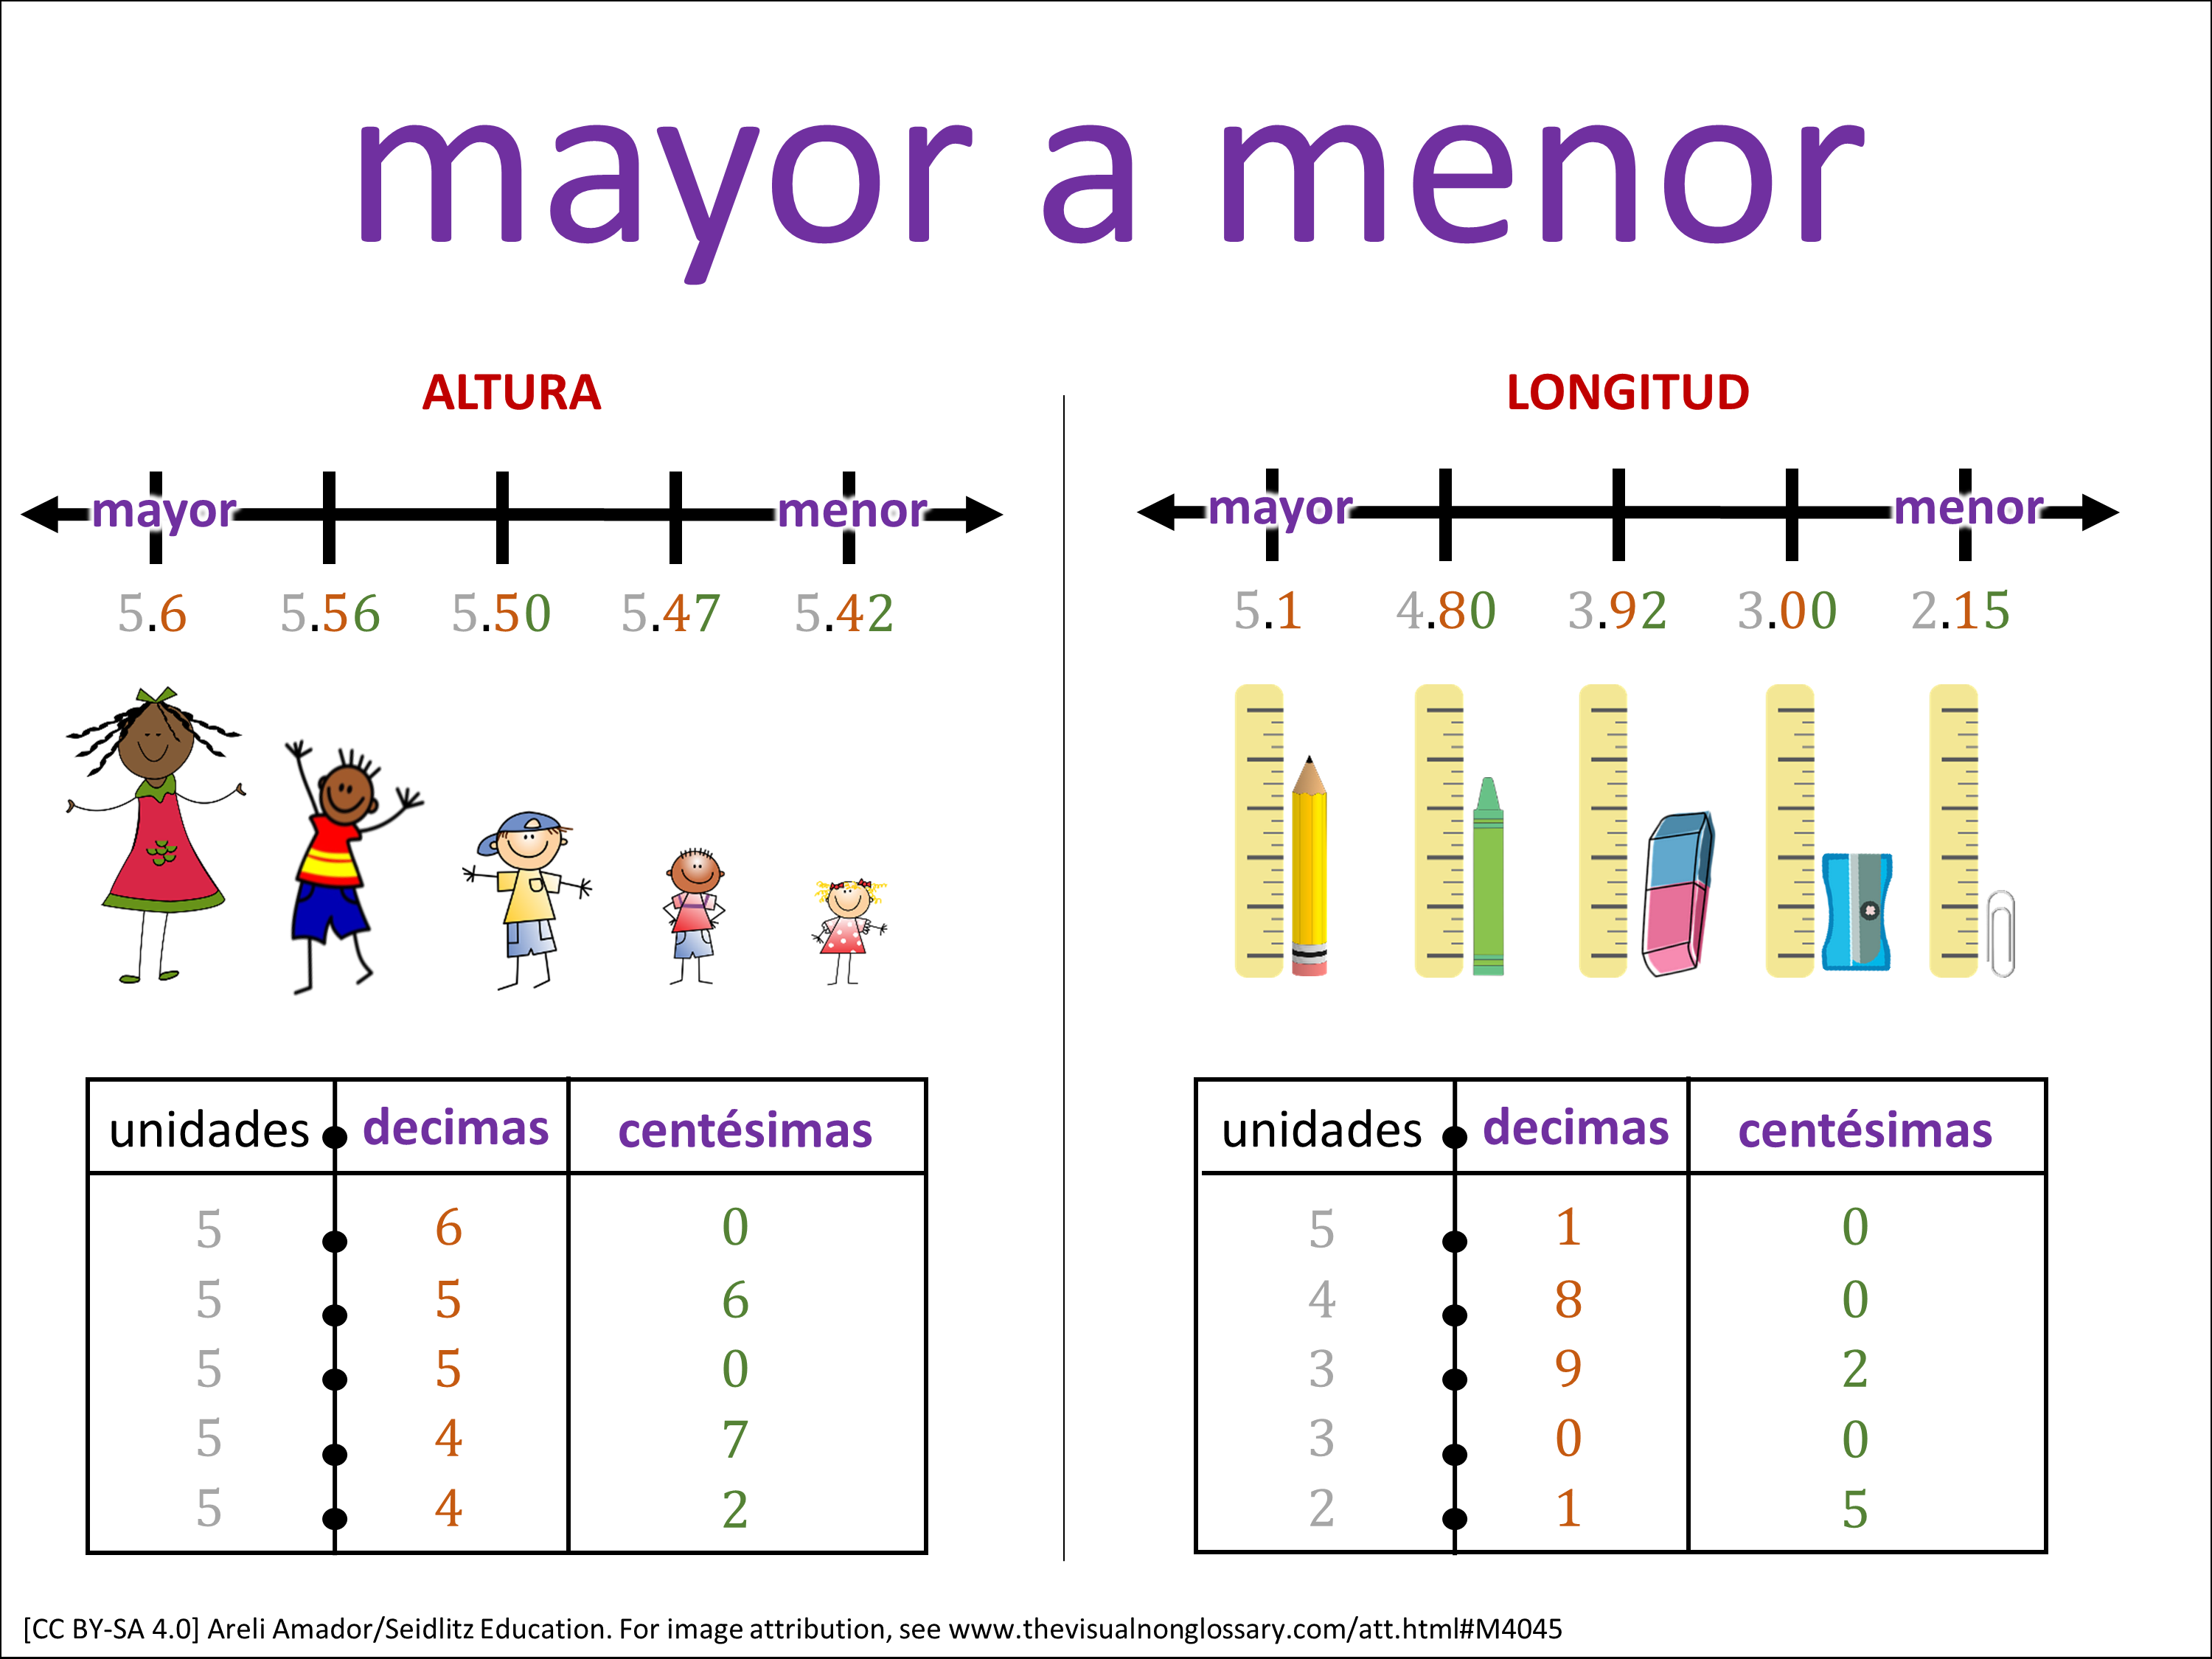 mayor a menor
ALTURA
mayor menor
5.6 5.56 5.50 5.47 5.42
unidades decimas centésimas
5 6 0
5 5 6
5 5 0
5 4 7
5 4 2
LONGITUD
mayor menor
5.1 4.80 3.92 3.00 2.15
unidades decimas centésimas
5 1 0
4 8 0
3 9 2
3 0 0
2 1 5
[CC BY-SA 4.0] Areli Amador/Seidlitz Education. For image attribution, see www.thevisualnonglossary.com/att.html#M4045